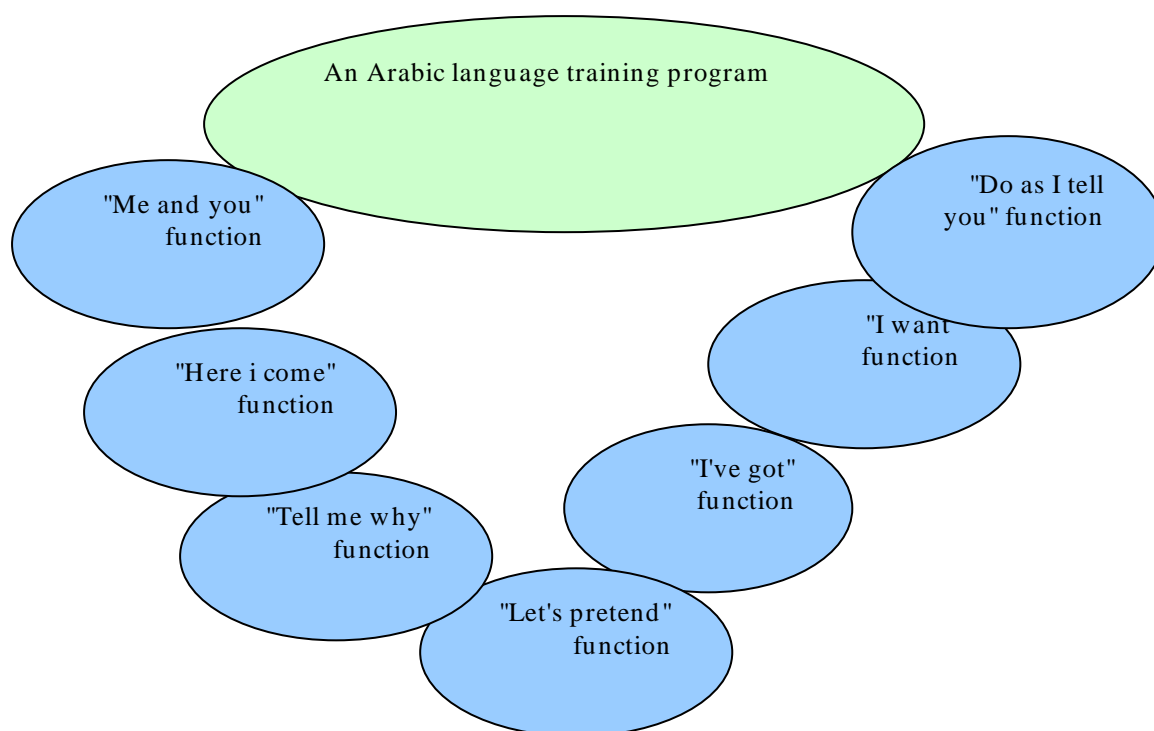 An Arabic language training program
"Me and you"
function
"Do as I tell
you" function
"I want
function
"Here i come"
function
"I've got"
function
"Tell me why"
function
"Let's pretend"
function